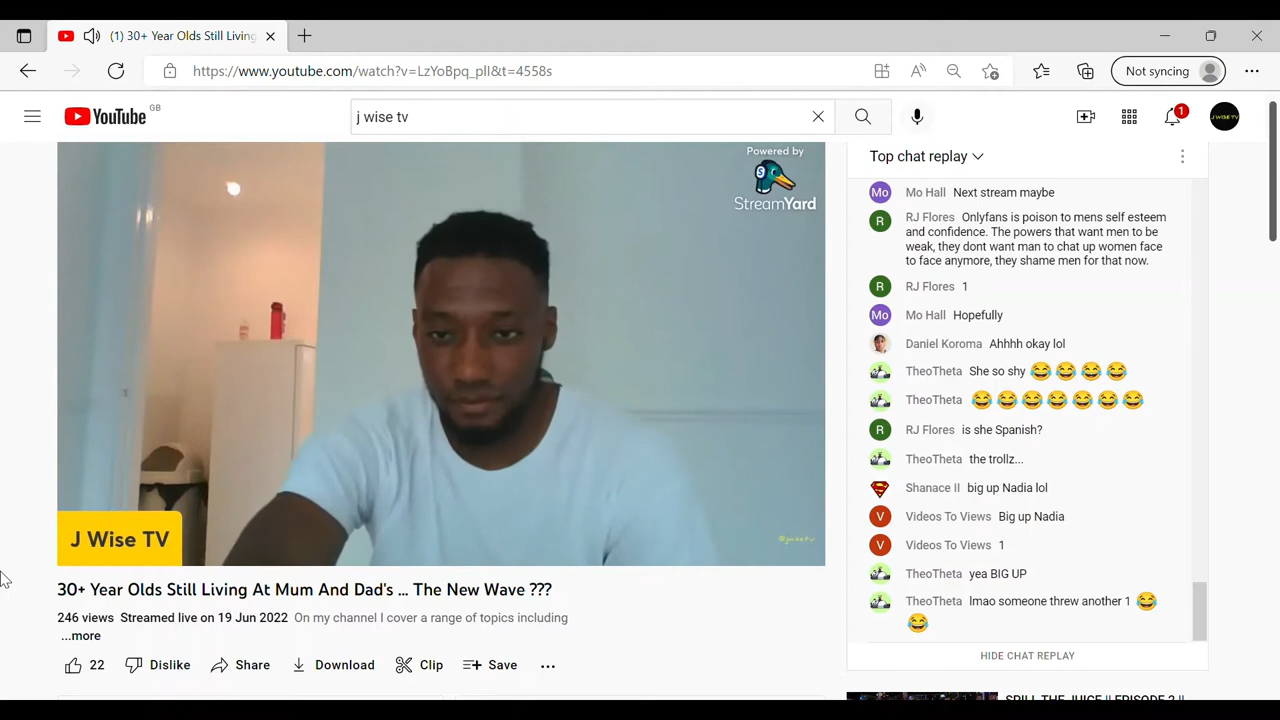 (1) 30+ Year Olds Still Living
https://www.youtube.com/watch?v=LzYoBpq_plI&t=4558s
Not syncing
YouTube GB
j wise tv
1
J WISE TV
Powered by
StreamYard
J Wise TV
@jwisetv
30+ Year Olds Still Living At Mum And Dad's ... The New Wave ???
246 views Streamed live on 19 Jun 2022 On my channel I cover a range of topics including
...more
22 Dislike Share Download Clip Save
Top chat replay
Mo Mo Hall Next stream maybe
R RJ Flores Onlyfans is poison to mens self esteem
and confidence. The powers that want men to be
weak, they dont want man to chat up women face
to face anymore, they shame men for that now.
R RJ Flores 1
Mo Mo Hall Hopefully
Daniel Koroma Ahhhh okay lol
TheoTheta She so shy 😂😂😂😂
TheoTheta 😂😂😂😂😂😂😂
R RJ Flores is she Spanish?
TheoTheta the trollz...
Shanace II big up Nadia lol
V Videos To Views Big up Nadia
V Videos To Views 1
TheoTheta yea BIG UP
TheoTheta lmao someone threw another 1 😂
😂
HIDE CHAT REPLAY
SPILL THE JUICE || EPISODE 2 ||